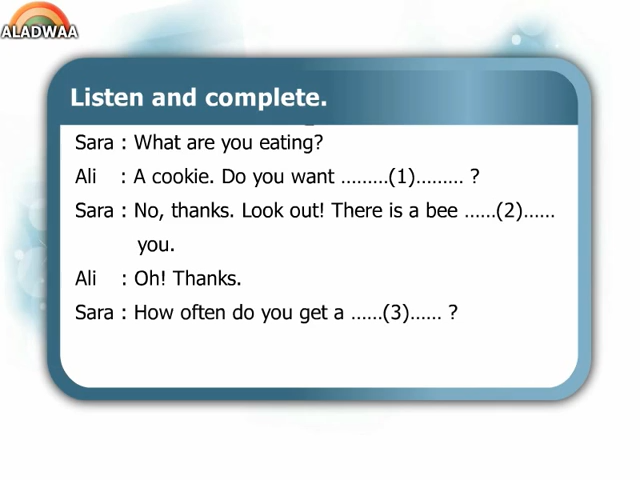 ALADWAA
Listen and complete.
Sara : What are you eating?
Ali : A cookie. Do you want .........(1)......... ?
Sara : No, thanks. Look out! There is a bee ......(2)......
you.
Ali : Oh! Thanks.
Sara : How often do you get a ......(3)...... ?